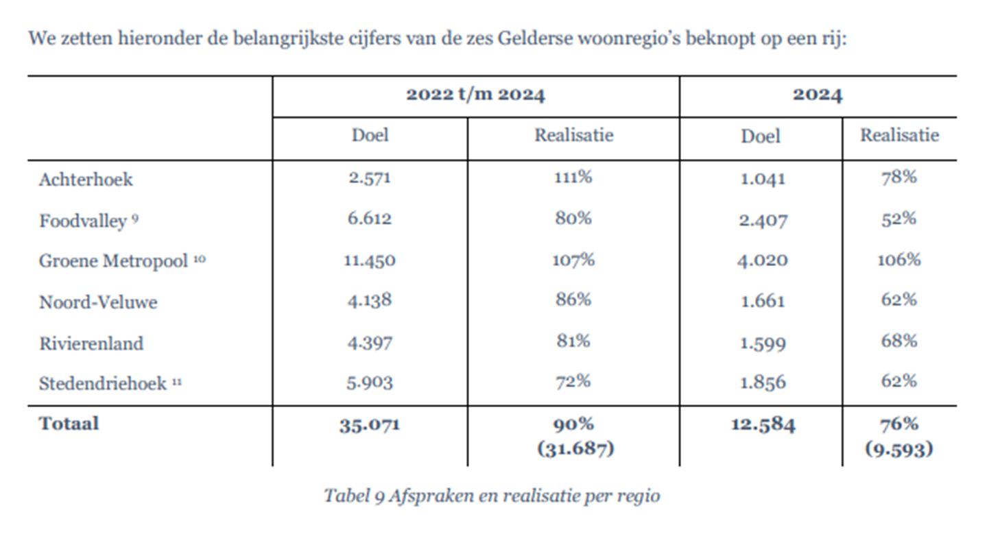 We zetten hieronder de belangrijkste cijfers van de zes Gelderse woonregio's beknopt op een rij:
2022 t/m 2024 2024
Doel Realisatie Doel Realisatie
Achterhoek 2.571 111% 1.041 78%
Foodvalley ⁹ 6.612 80% 2.407 52%
Groene Metropool ¹⁰ 11.450 107% 4.020 106%
Noord-Veluwe 4.138 86% 1.661 62%
Rivierenland 4.397 81% 1.599 68%
Stedendriehoek ¹¹ 5.903 72% 1.856 62%
Totaal 35.071 90% 12.584 76%
(31.687) (9.593)
Tabel 9 Afspraken en realisatie per regio